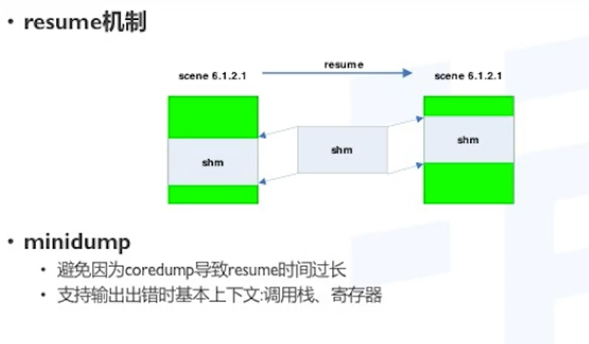 • resume机制
resume
scene 6.1.2.1
scene 6.1.2.1
shm
shm
shm
• minidump
• 避免因为coredump导致resume时间过长
• 支持输出出错时基本上下文:调用栈、寄存器